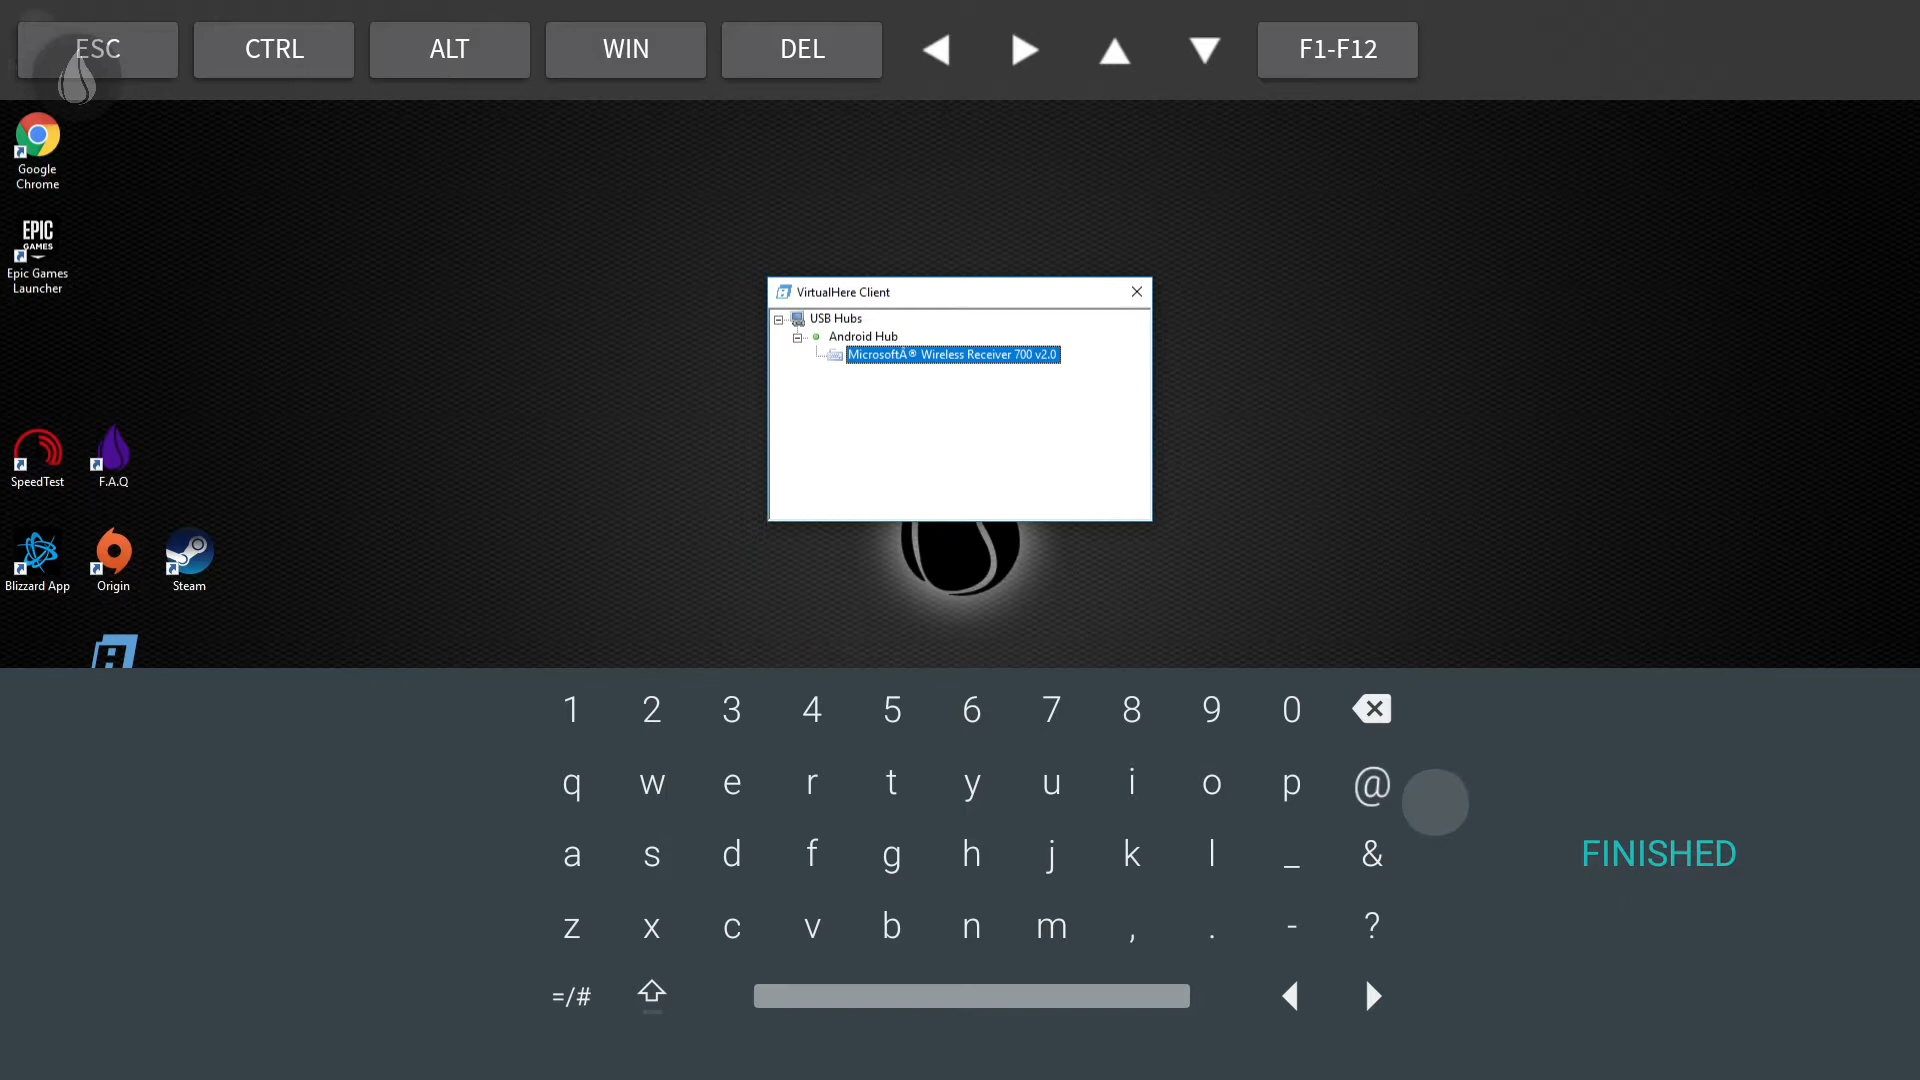 ESC CTRL ALT WIN DEL F1-F12
Google
Chrome
EPIC
GAMES
Epic Games
Launcher
VirtualHere Client
USB Hubs
Android Hub
MicrosoftÂ® Wireless Receiver 700 v2.0
SpeedTest F.A.Q
Blizzard App Origin Steam
1 2 3 4 5 6 7 8 9 0
q w e r t y u i o p @
a s d f g h j k l _ &
FINISHED
z x c v b n m , . - ?
=/#